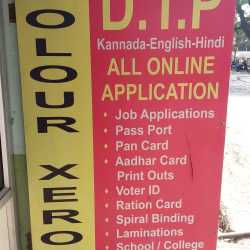 COLOUR XERO
D.T.P
Kannada-English-Hindi
ALL ONLINE
APPLICATION
• Job Applications
• Pass Port
• Pan Card
• Aadhar Card
Print Outs
• Voter ID
• Ration Card
• Spiral Binding
• Laminations
• School / College